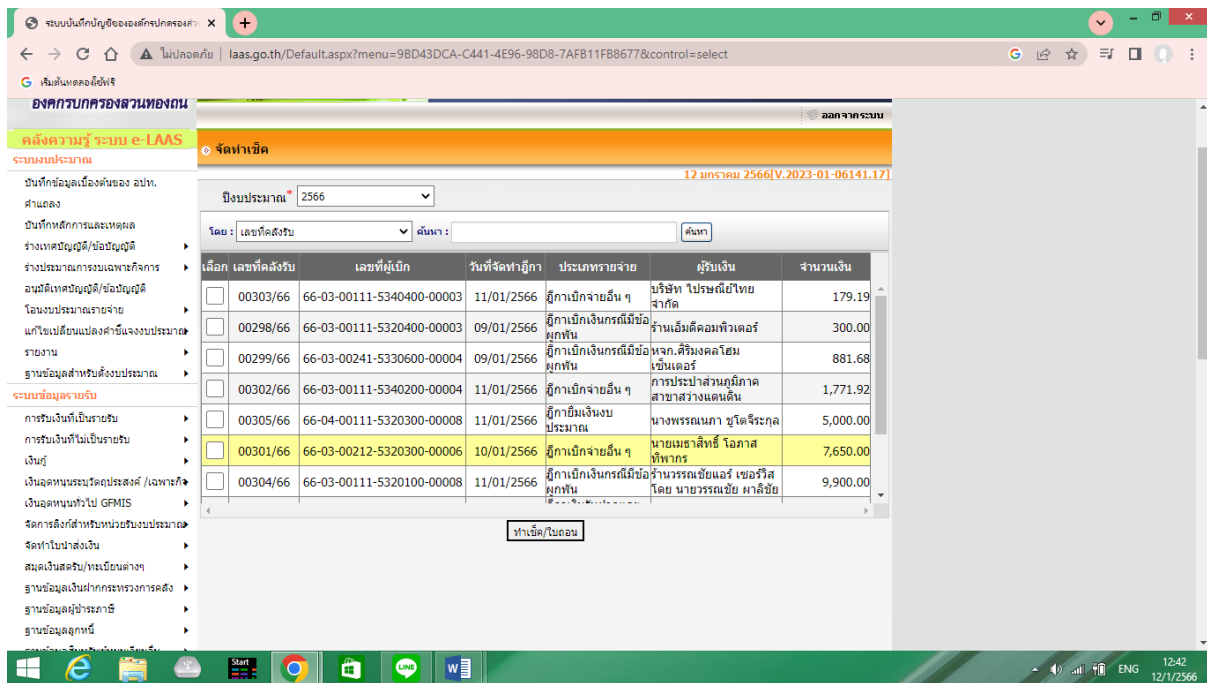 ระบบบันทึกบัญชีขององค์กรปกครองส่ว
ไม่ปลอดภัย | laas.go.th/Default.aspx?menu=9BD43DCA-C441-4E96-98D8-7AFB11FB8677&control=select
เริ่มต้นทดลองใช้ฟรี
องค์กรปกครองส่วนท้องถิ่น
ออกจากระบบ
คลังความรู้ ระบบ e-LAAS
จัดทำเช็ค
ระบบงบประมาณ
12 มกราคม 2566[V.2023-01-06141.17]
บันทึกข้อมูลเบื้องต้นของ อปท.
ปีงบประมาณ* 2566
คำแถลง
บันทึกหลักการและเหตุผล
โดย : เลขที่คลังรับ ค้นหา : ค้นหา
ร่างเทศบัญญัติ/ข้อบัญญัติ
ร่างประมาณการงบเฉพาะกิจการ
อนุมัติเทศบัญญัติ/ข้อบัญญัติ
โอนงบประมาณรายจ่าย
แก้ไขเปลี่ยนแปลงคำชี้แจงงบประมาณ
รายงาน
ฐานข้อมูลสำหรับตั้งงบประมาณ
ระบบข้อมูลรายรับ
การรับเงินที่เป็นรายรับ
การรับเงินที่ไม่เป็นรายรับ
เงินกู้
เงินอุดหนุนระบุวัตถุประสงค์ /เฉพาะกิจ
เงินอุดหนุนทั่วไป GFMIS
จัดการลิงก์สำหรับหน่วยรับงบประมาณ
จัดทำใบนำส่งเงิน
สมุดเงินสดรับ/ทะเบียนต่างๆ
ฐานข้อมูลเงินฝากกระทรวงการคลัง
ฐานข้อมูลผู้ชำระภาษี
ฐานข้อมูลลูกหนี้
เลือก เลขที่คลังรับ เลขที่ผู้เบิก วันที่จัดทำฎีกา ประเภทรายจ่าย ผู้รับเงิน จำนวนเงิน
00303/66 66-03-00111-5340400-00003 11/01/2566 ฎีกาเบิกจ่ายอื่น ๆ บริษัท ไปรษณีย์ไทย จำกัด 179.19
00298/66 66-03-00111-5320400-00003 09/01/2566 ฎีกาเบิกเงินกรณีมีข้อผูกพัน ร้านเอ็มดีคอมพิวเตอร์ 300.00
00299/66 66-03-00241-5330600-00004 09/01/2566 ฎีกาเบิกเงินกรณีมีข้อผูกพัน หจก.ศิริมงคลโฮมเซ็นเตอร์ 881.68
00302/66 66-03-00111-5340200-00004 11/01/2566 ฎีกาเบิกจ่ายอื่น ๆ การประปาส่วนภูมิภาค สาขาสว่างแดนดิน 1,771.92
00305/66 66-04-00111-5320300-00008 11/01/2566 ฎีกายืมเงินงบประมาณ นางพรรณนภา ชูโตจีระกุล 5,000.00
00301/66 66-03-00212-5320300-00006 10/01/2566 ฎีกาเบิกจ่ายอื่น ๆ นายเมธาสิทธิ์ โอภาสทิพากร 7,650.00
00304/66 66-03-00111-5320100-00008 11/01/2566 ฎีกาเบิกเงินกรณีมีข้อผูกพัน ร้านวรรณชัยแอร์ เซอร์วิส โดย นายวรรณชัย ผาลิชัย 9,900.00
ทำเช็ค/ใบถอน
Start
LINE
ENG
12:42
12/1/2566